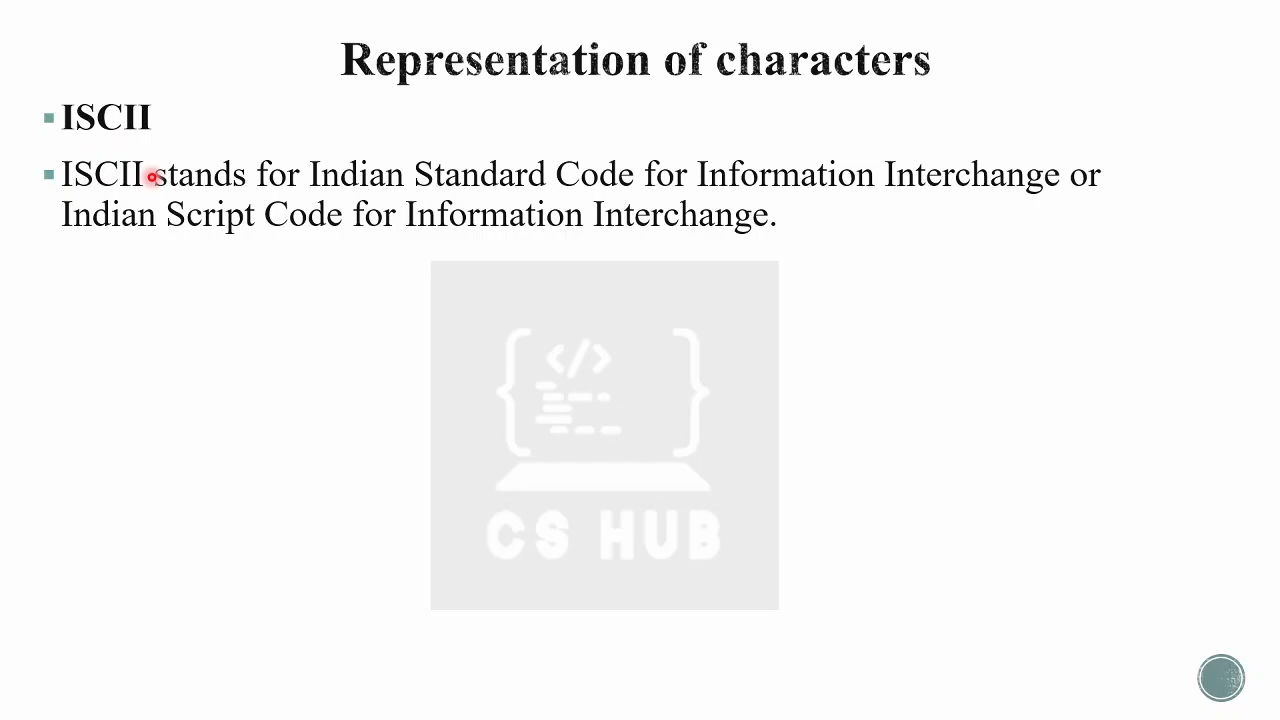 Representation of characters
ISCII
ISCII stands for Indian Standard Code for Information Interchange or
Indian Script Code for Information Interchange.
</>
CS HUB